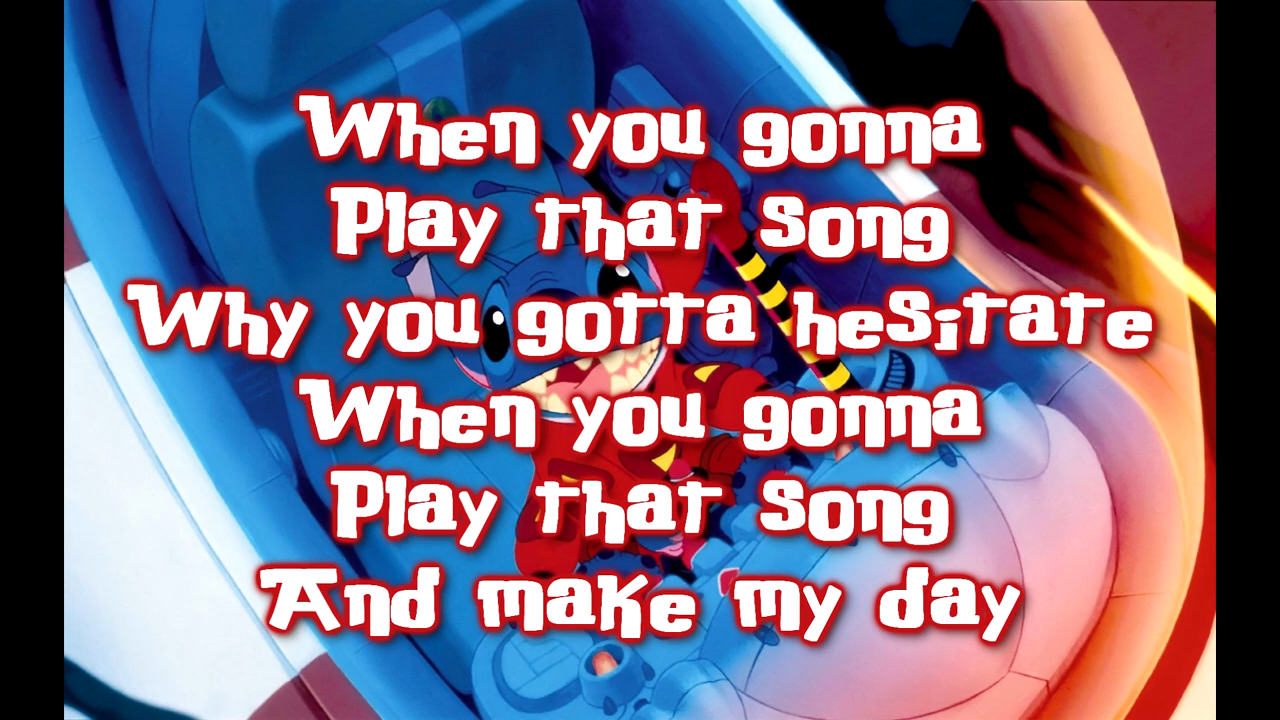 When you gonna
Play that song
Why you gotta hesitate
When you gonna
Play that song
And make my day